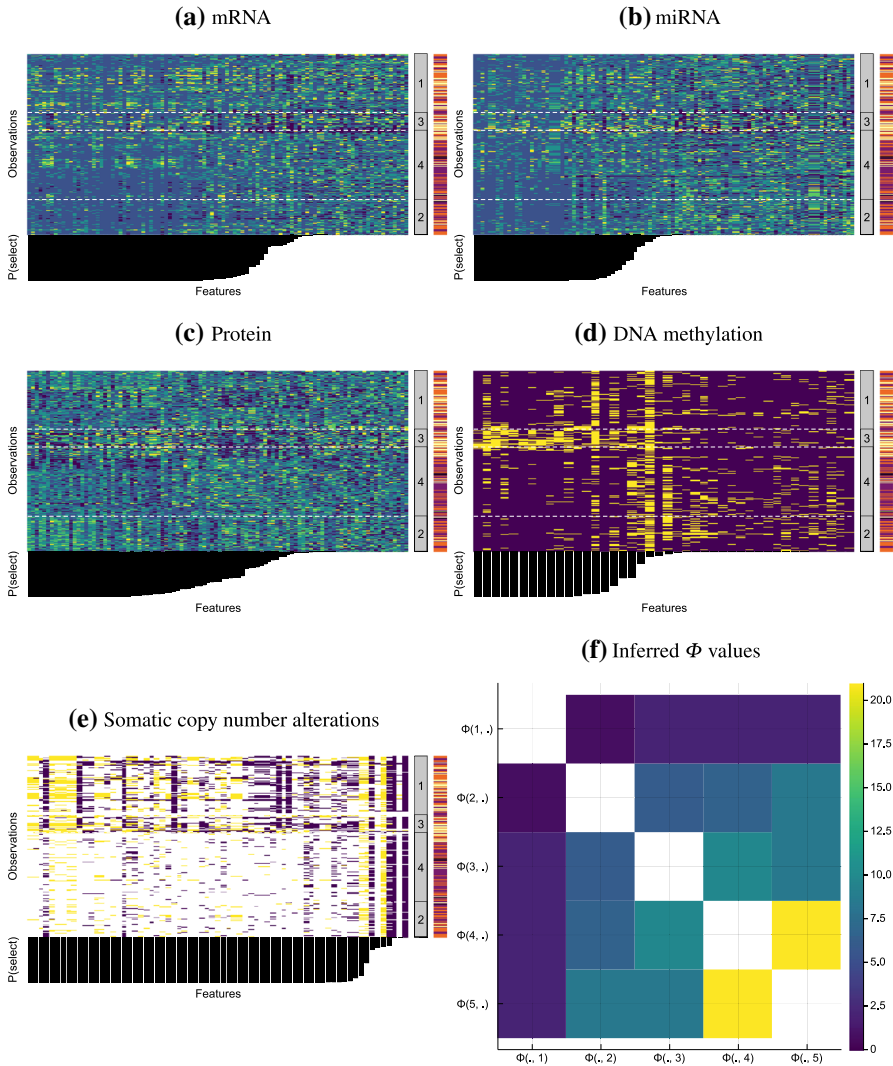 (a) mRNA
(b) miRNA
Observations
1
3
4
2
P(select)
Features
Observations
1
3
4
2
P(select)
Features
(c) Protein
(d) DNA methylation
Observations
1
3
4
2
P(select)
Features
Observations
1
3
4
2
P(select)
Features
(e) Somatic copy number alterations
Observations
1
3
4
2
P(select)
Features
(f) Inferred Φ values
Φ(1, .)
Φ(2, .)
Φ(3, .)
Φ(4, .)
Φ(5, .)
Φ(., 1) Φ(., 2) Φ(., 3) Φ(., 4) Φ(., 5)
20.0
17.5
15.0
12.5
10.0
7.5
5.0
2.5
0